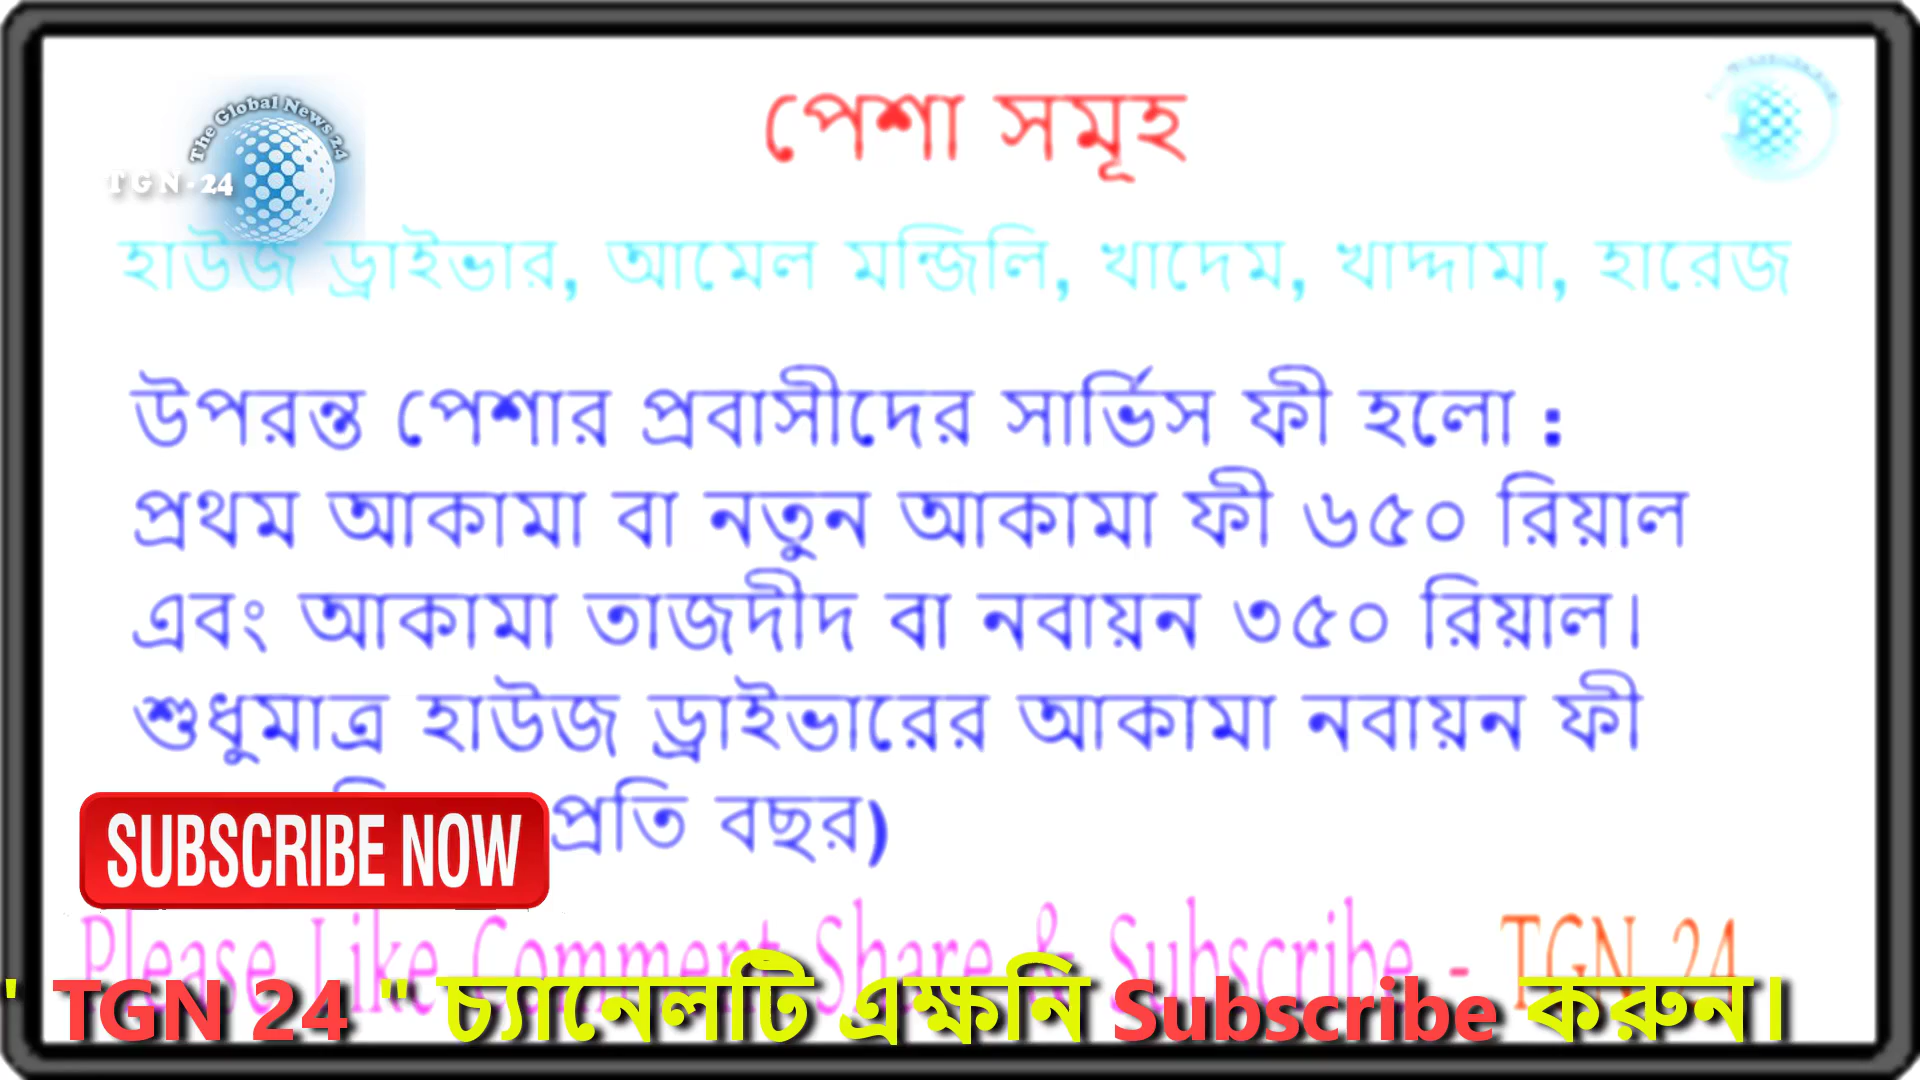 পেশা সমূহ
The Global News 24
TGN-24
হাউজ ড্রাইভার, আমেল মন্জিলি, খাদেম, খাদ্দামা, হারেজ
উপরন্ত পেশার প্রবাসীদের সার্ভিস ফী হলো :
প্রথম আকামা বা নতুন আকামা ফী ৬৫০ রিয়াল
এবং আকামা তাজদীদ বা নবায়ন ৩৫০ রিয়াল।
শুধুমাত্র হাউজ ড্রাইভারের আকামা নবায়ন ফী
প্রতি বছর)
SUBSCRIBE NOW
Please Like Comment Share & Subscribe - TGN 24
" TGN 24 " চ্যানেলটি এক্ষনি Subscribe করুন।